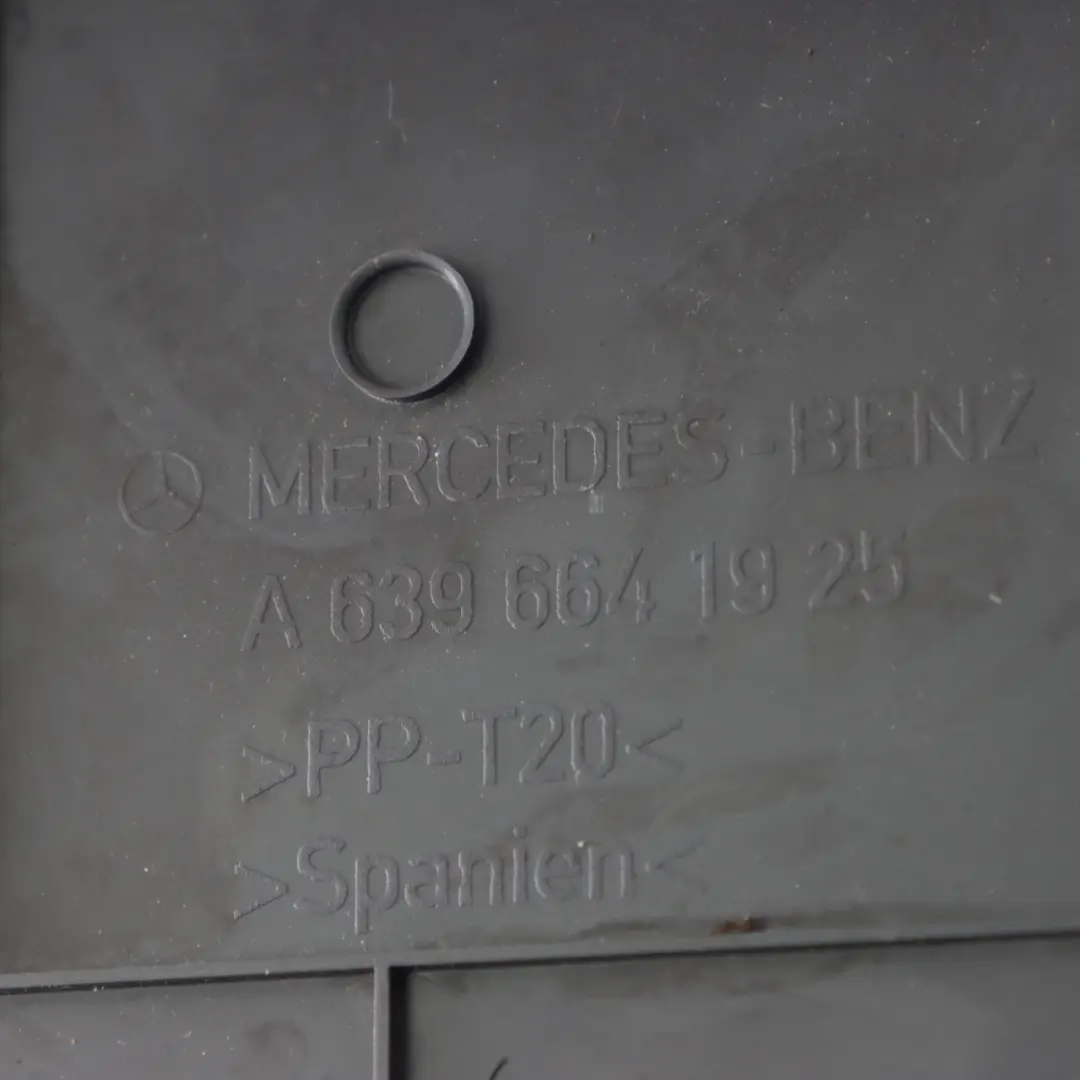 MERCEDES-BENZ
A 639 664 19 25
>PP-T20<
>Spanien<